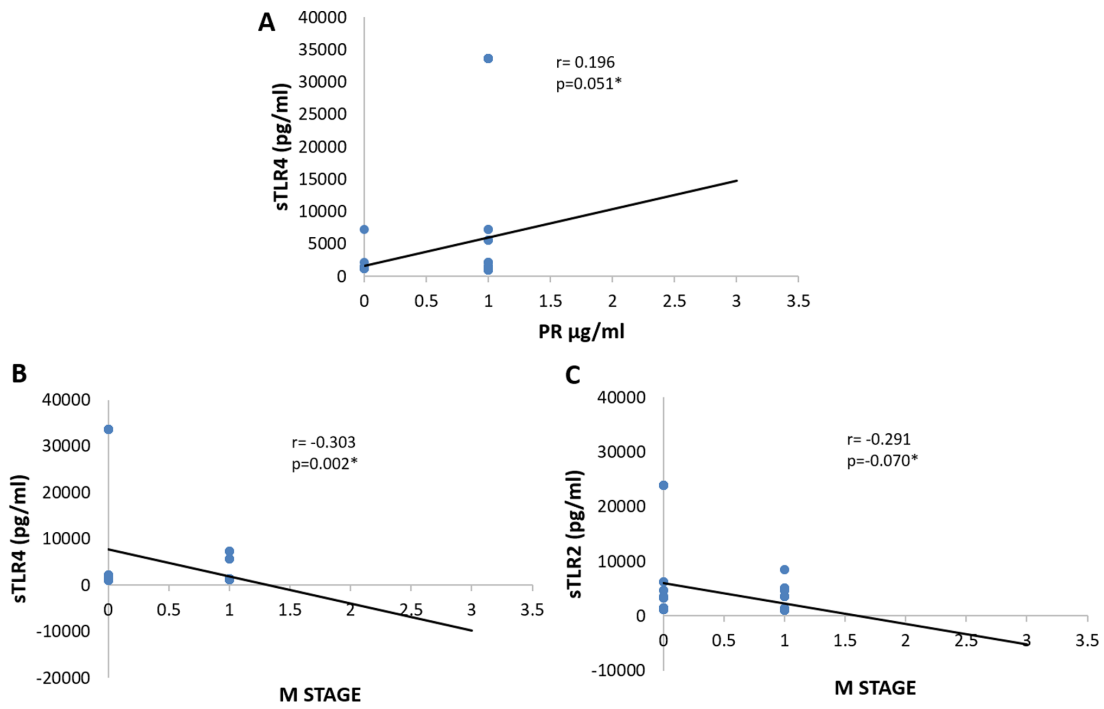 A
40000
35000
30000
25000
20000
15000
10000
5000
0
sTLR4 (pg/ml)
r= 0.196
p=0.051*
0 0.5 1 1.5 2 2.5 3 3.5
PR µg/ml
B
40000
30000
20000
10000
0
-10000
-20000
sTLR4 (pg/ml)
r= -0.303
p=0.002*
0 0.5 1 1.5 2 2.5 3 3.5
M STAGE
C
40000
30000
20000
10000
0
-10000
sTLR2 (pg/ml)
r= -0.291
p=-0.070*
0 0.5 1 1.5 2 2.5 3 3.5
M STAGE